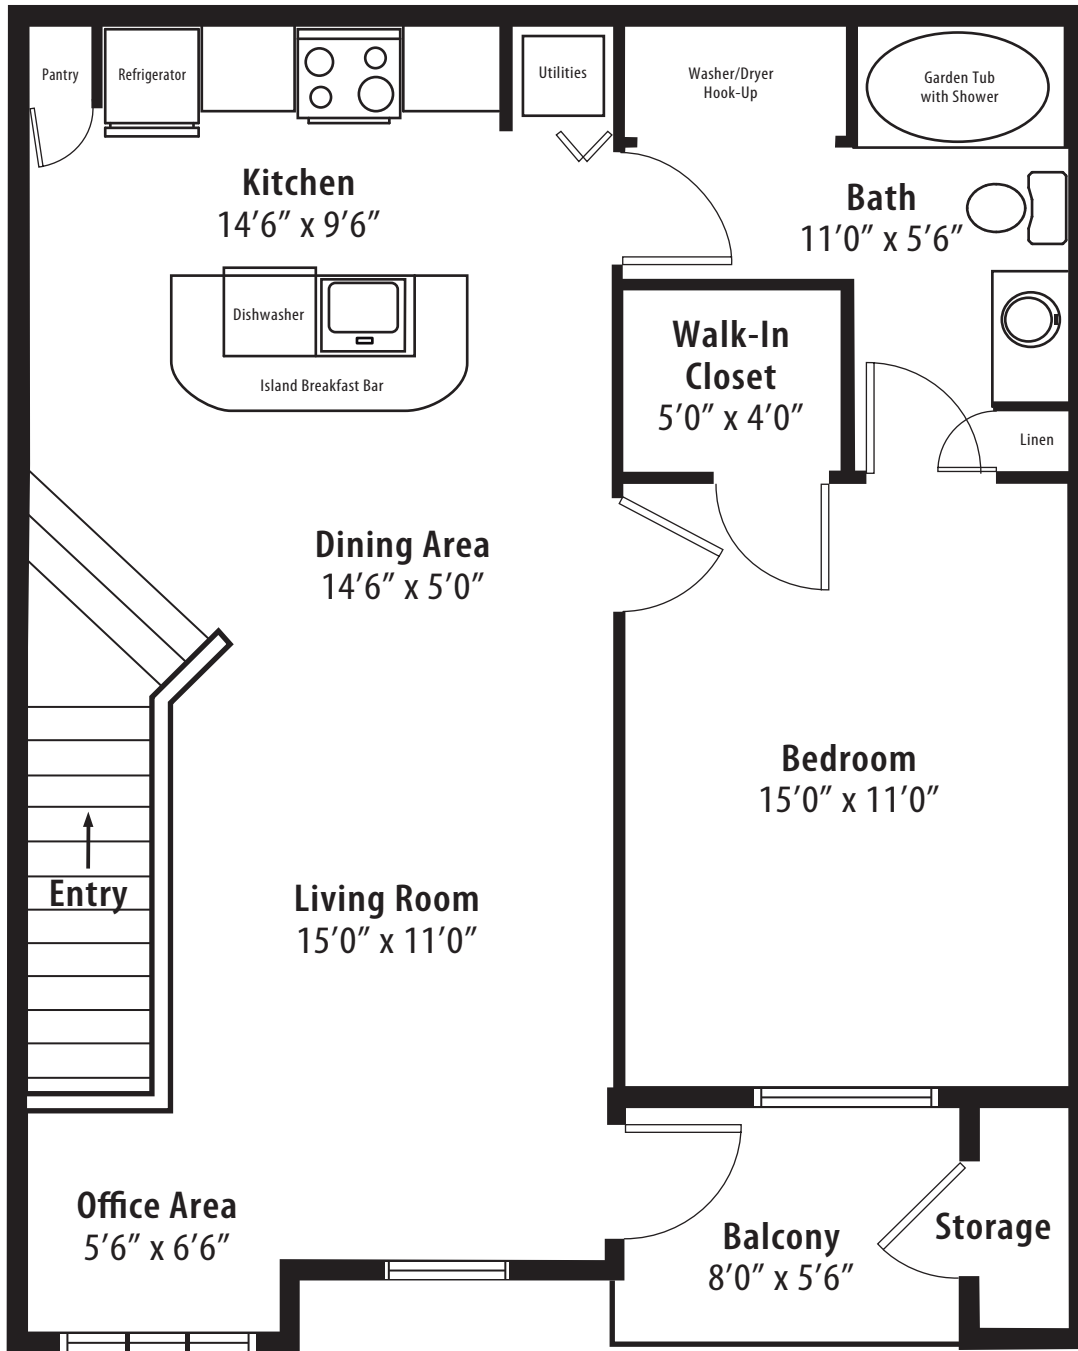 Pantry
Refrigerator
Utilities
Washer/Dryer
Hook-Up
Garden Tub
with Shower
Kitchen
14’6” x 9’6”
Bath
11’0” x 5’6”
Dishwasher
Island Breakfast Bar
Walk-In
Closet
5’0” x 4’0”
Linen
Dining Area
14’6” x 5’0”
Bedroom
15’0” x 11’0”
Entry
Living Room
15’0” x 11’0”
Office Area
5’6” x 6’6”
Balcony
8’0” x 5’6”
Storage